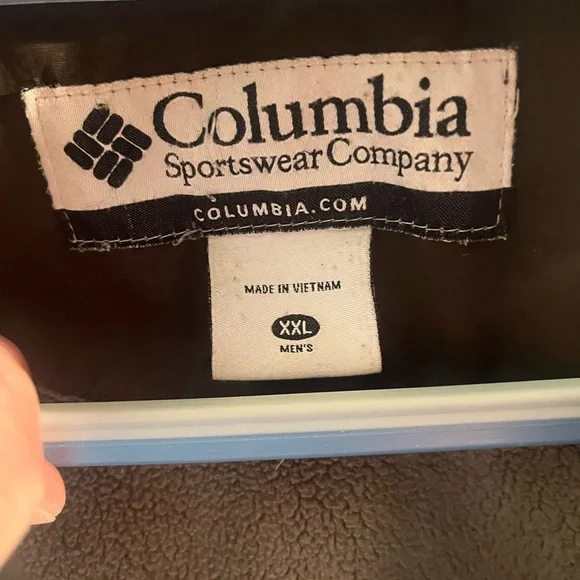 Columbia
Sportswear Company
COLUMBIA.COM
MADE IN VIETNAM
XXL
MEN'S